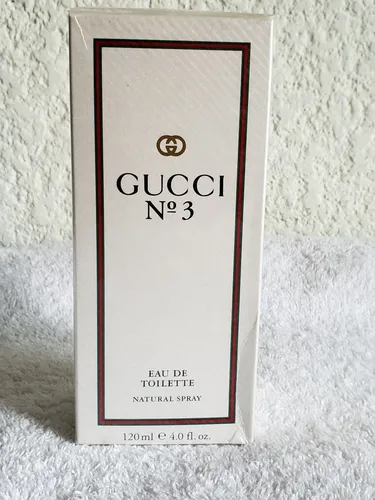 GUCCI
Nº 3
EAU DE
TOILETTE
NATURAL SPRAY
120 ml ℮ 4.0 fl. oz.